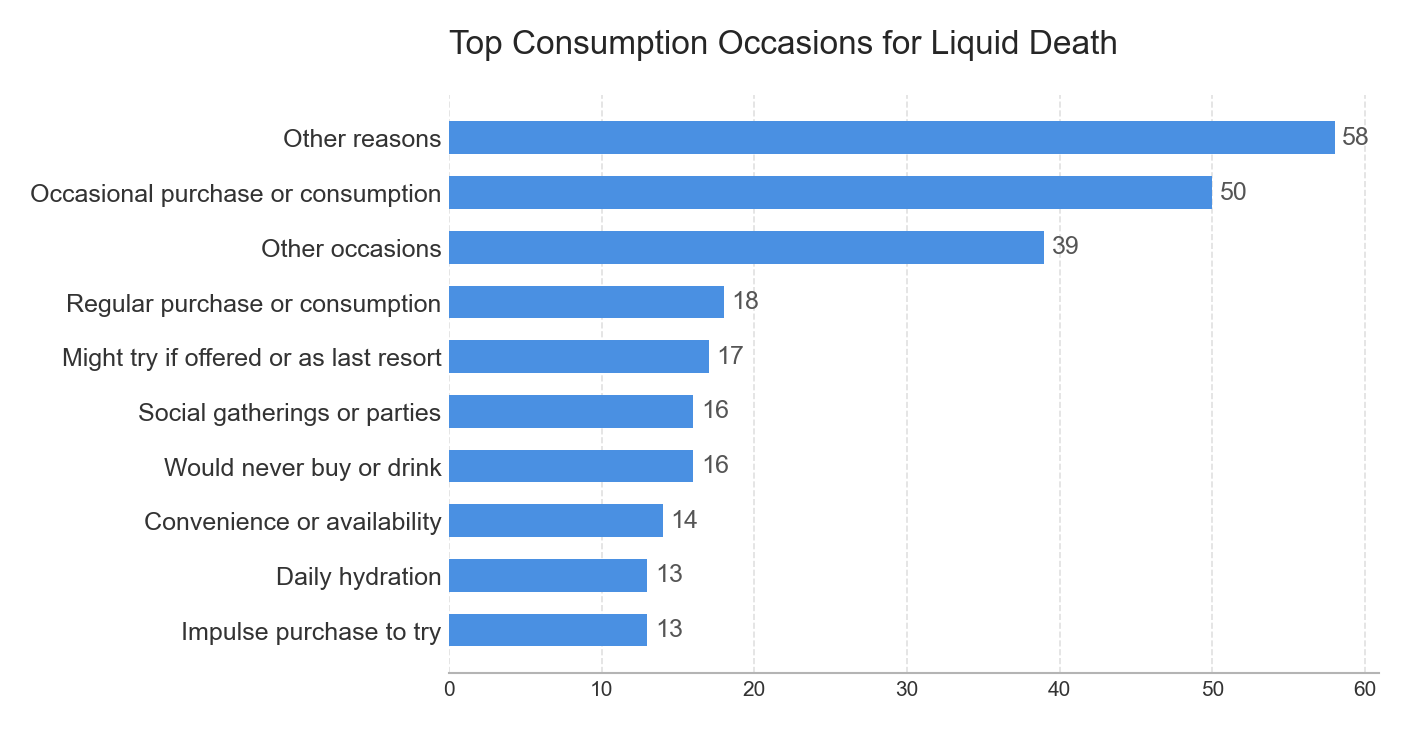 Top Consumption Occasions for Liquid Death
Other reasons 58
Occasional purchase or consumption 50
Other occasions 39
Regular purchase or consumption 18
Might try if offered or as last resort 17
Social gatherings or parties 16
Would never buy or drink 16
Convenience or availability 14
Daily hydration 13
Impulse purchase to try 13
0 10 20 30 40 50 60